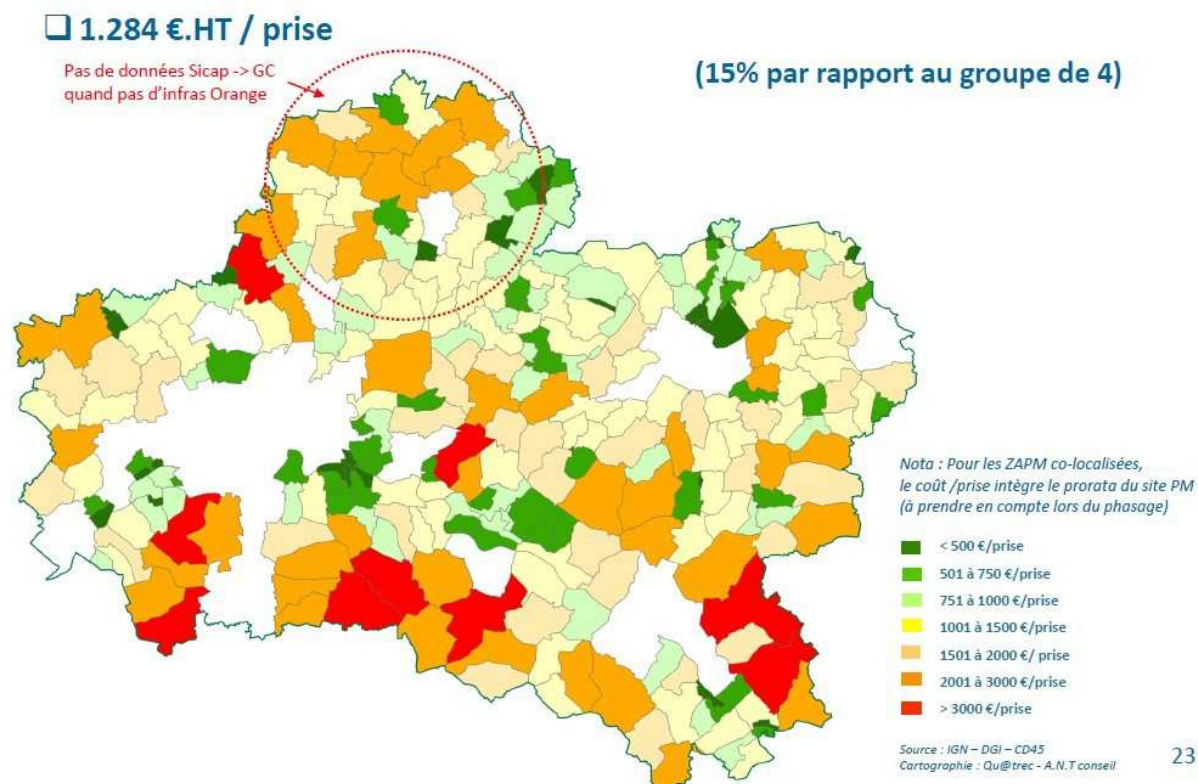 ❑ 1.284 €.HT / prise
Pas de données Sicap -> GC
quand pas d'infras Orange
(15% par rapport au groupe de 4)
Nota : Pour les ZAPM co-localisées,
le coût /prise intègre le prorata du site PM
(à prendre en compte lors du phasage)
< 500 €/prise
501 à 750 €/prise
751 à 1000 €/prise
1001 à 1500 €/prise
1501 à 2000 €/ prise
2001 à 3000 €/prise
> 3000 €/prise
Source : IGN – DGI – CD45
Cartographie : Qu@trec - A.N.T conseil
23